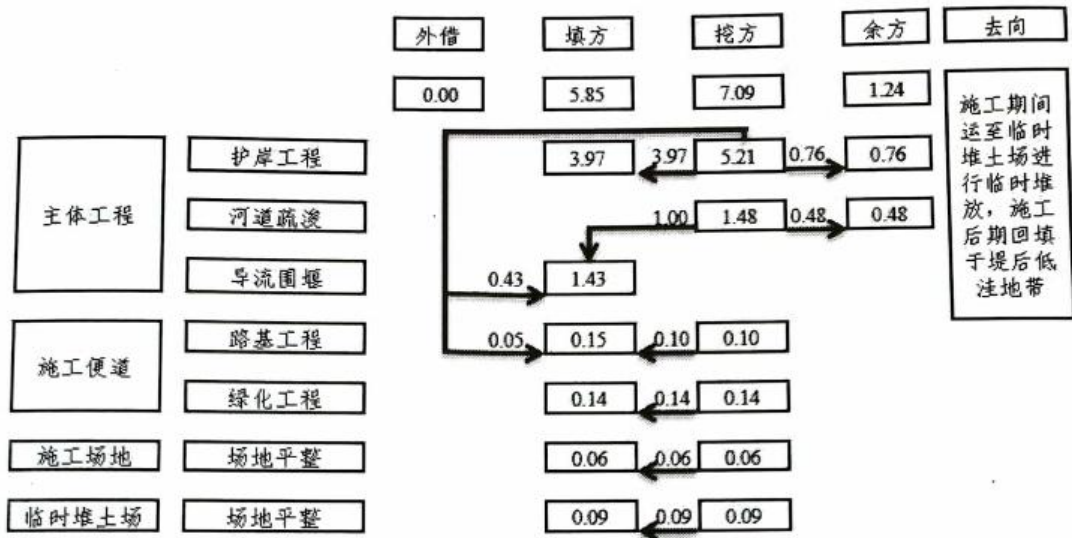 外借 填方 挖方 余方 去向
0.00 5.85 7.09 1.24
施工期间
运至临时
堆土场进
行临时堆
放，施工
后期回填
于堤后低
洼地带
主体工程
护岸工程 3.97 3.97 5.21 0.76 0.76
河道疏浚 1.00 1.48 0.48 0.48
导流围堰 0.43 1.43
施工便道
路基工程 0.05 0.15 0.10 0.10
绿化工程 0.14 0.14 0.14
施工场地 场地平整 0.06 0.06 0.06
临时堆土场 场地平整 0.09 0.09 0.09